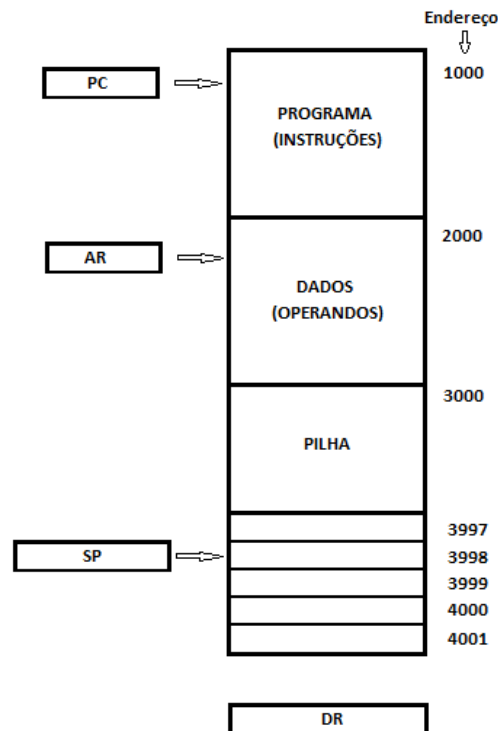 Endereço
1000
PC
PROGRAMA
(INSTRUÇÕES)
2000
AR
DADOS
(OPERANDOS)
3000
PILHA
3997
SP
3998
3999
4000
4001
DR